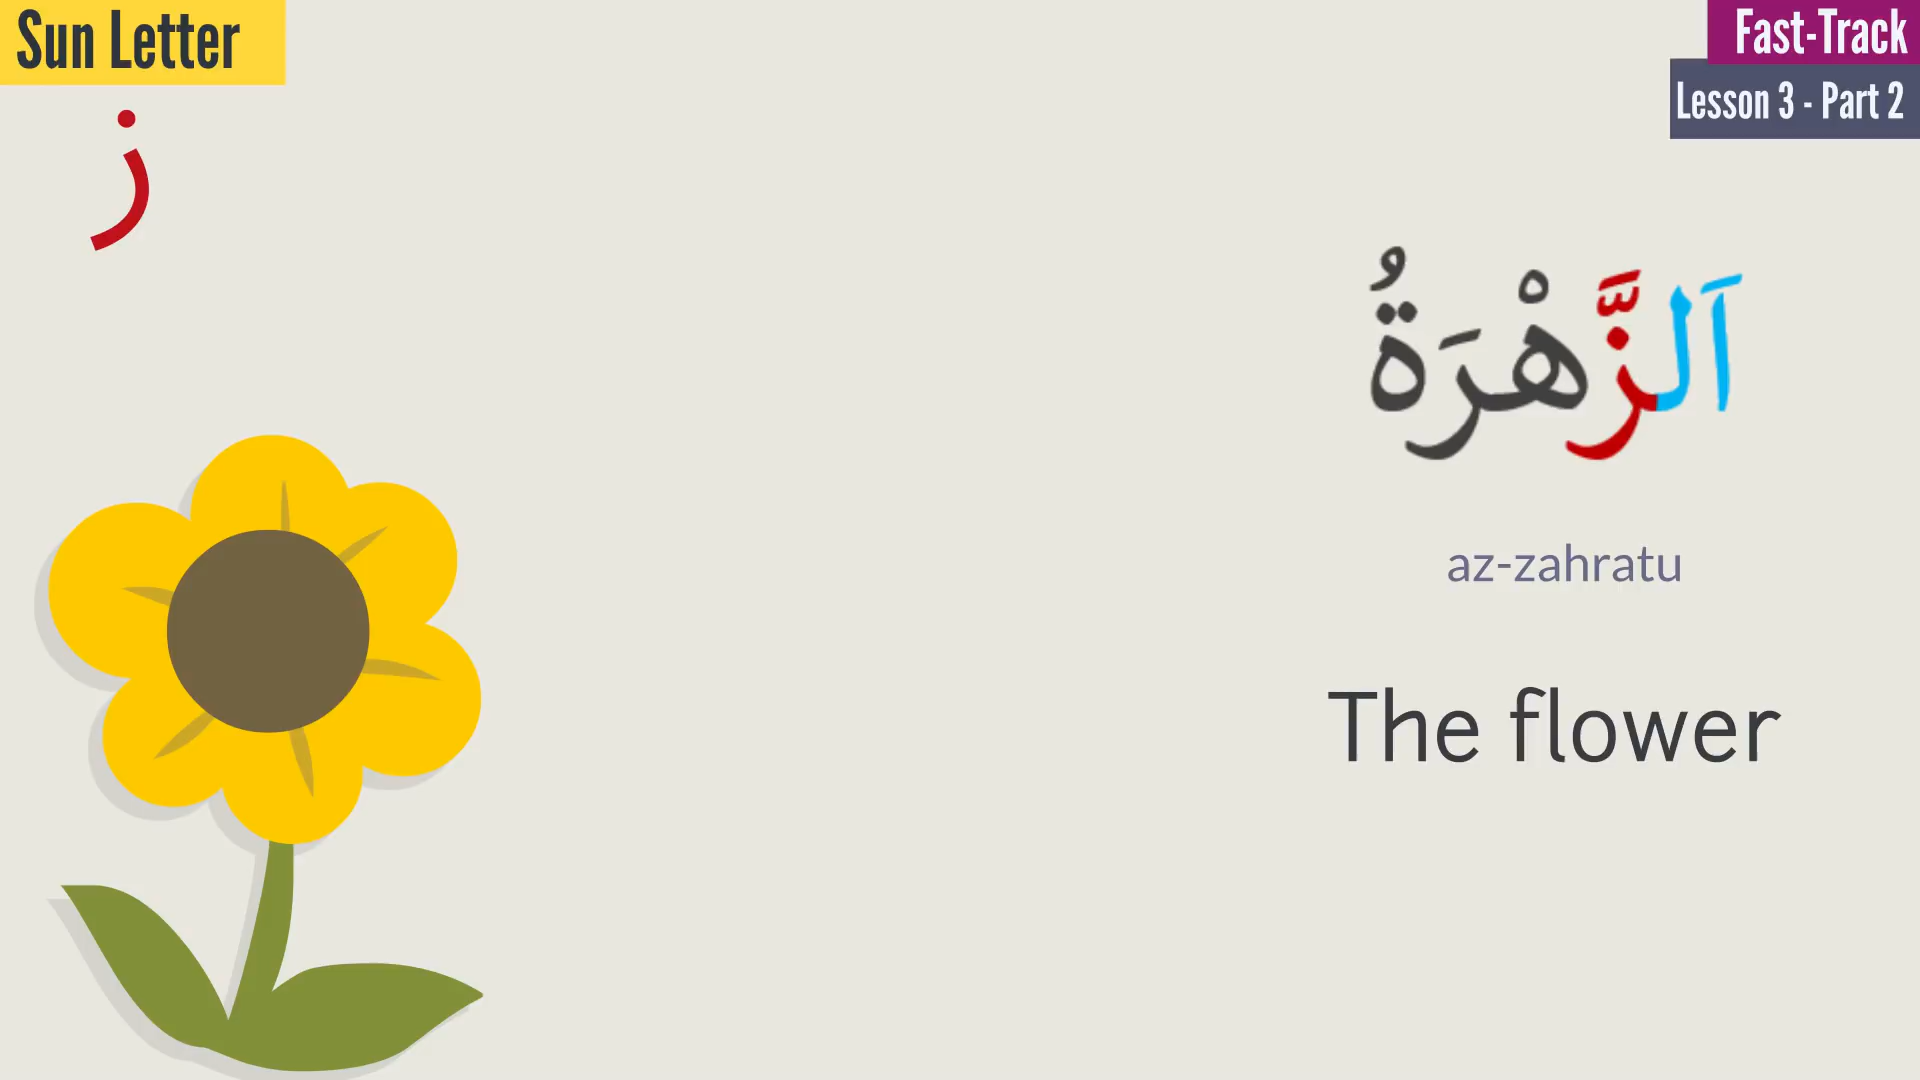 Sun Letter
Fast-Track
Lesson 3 - Part 2
ز
اَلزَّهْرَةُ
az-zahratu
The flower